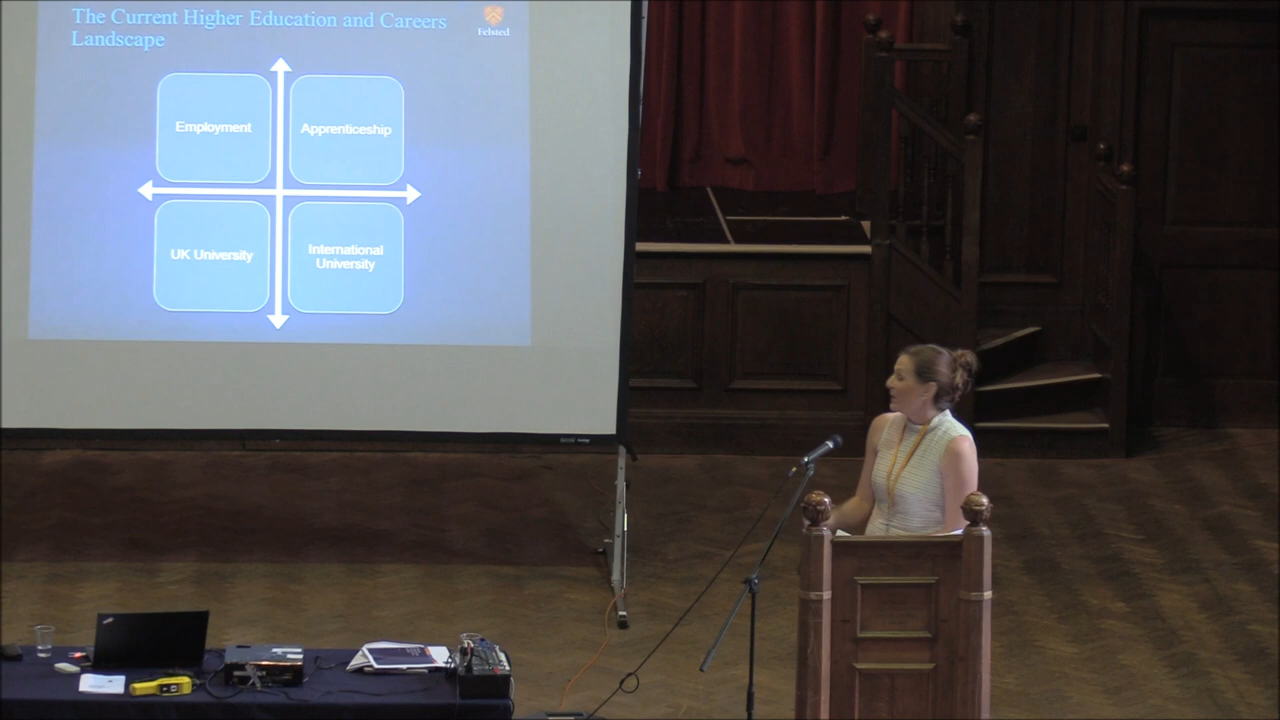 The Current Higher Education and Careers
Landscape
Felsted
Employment
Apprenticeship
UK University
International
University